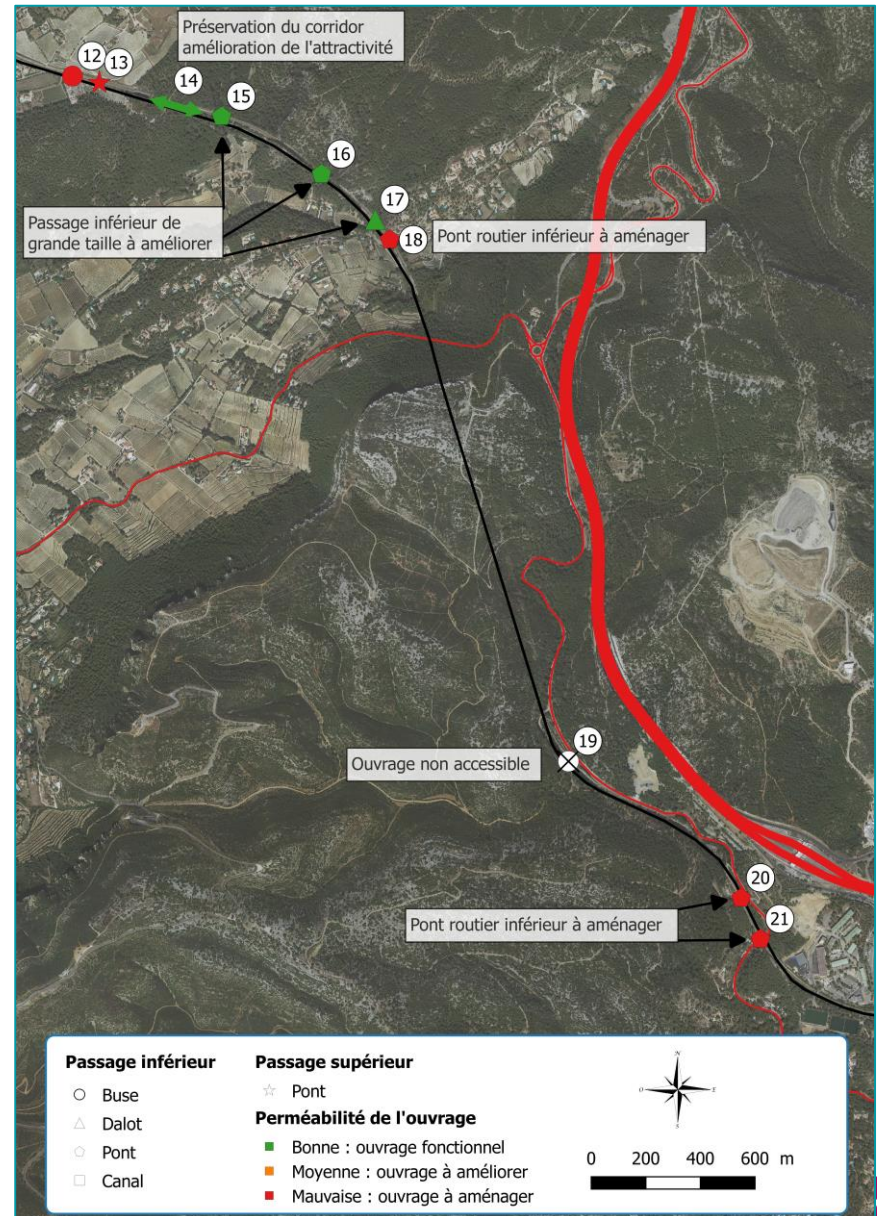 Préservation du corridor
amélioration de l'attractivité
12
13
14
15
16
17
18
Passage inférieur de
grande taille à améliorer
Pont routier inférieur à aménager
19
Ouvrage non accessible
20
21
Pont routier inférieur à aménager
Passage inférieur
Buse
Dalot
Pont
Canal
Passage supérieur
Pont
Perméabilité de l'ouvrage
Bonne : ouvrage fonctionnel
Moyenne : ouvrage à améliorer
Mauvaise : ouvrage à aménager
N
O
E
S
0 200 400 600 m